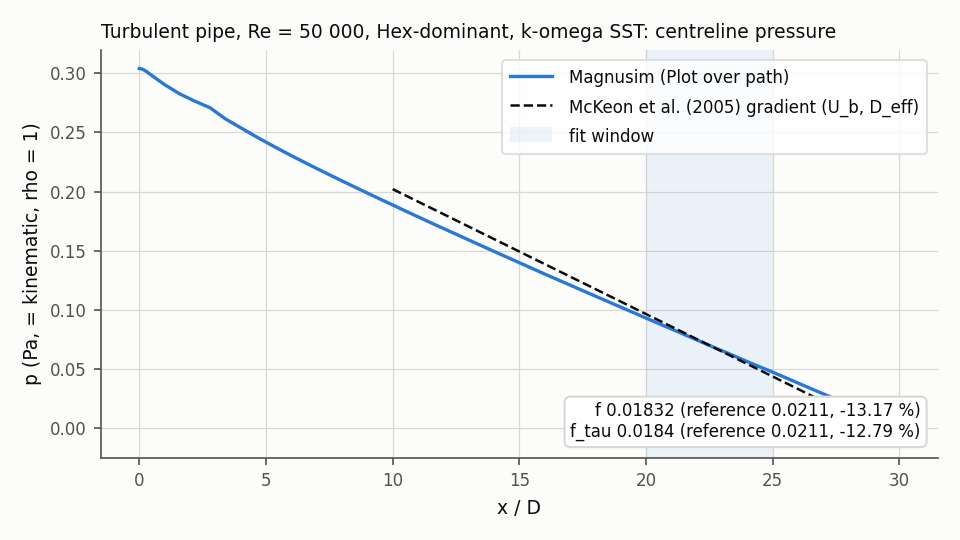 Turbulent pipe, Re = 50 000, Hex-dominant, k-omega SST: centreline pressure
Magnusim (Plot over path)
McKeon et al. (2005) gradient (U_b, D_eff)
fit window
p (Pa, = kinematic, rho = 1)
0.30
0.25
0.20
0.15
0.10
0.05
0.00
f 0.01832 (reference 0.0211, -13.17 %)
f_tau 0.0184 (reference 0.0211, -12.79 %)
0 5 10 15 20 25 30
x / D